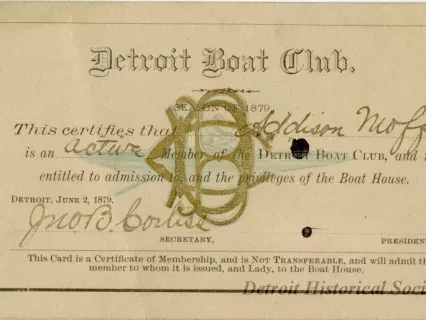 Detroit Boat Club.
SEASON OF 1879.
This certifies that Addison Moff
is an active member of the DETROIT BOAT CLUB, and i
entitled to admission to, and the privileges of the Boat House.
DETROIT, JUNE 2, 1879.
Jno B. Corliss
SECRETARY, PRESIDENT
This Card is a Certificate of Membership, and is NOT TRANSFERABLE, and will admit th
member to whom it is issued, and Lady, to the Boat House.
Detroit Historical Soci